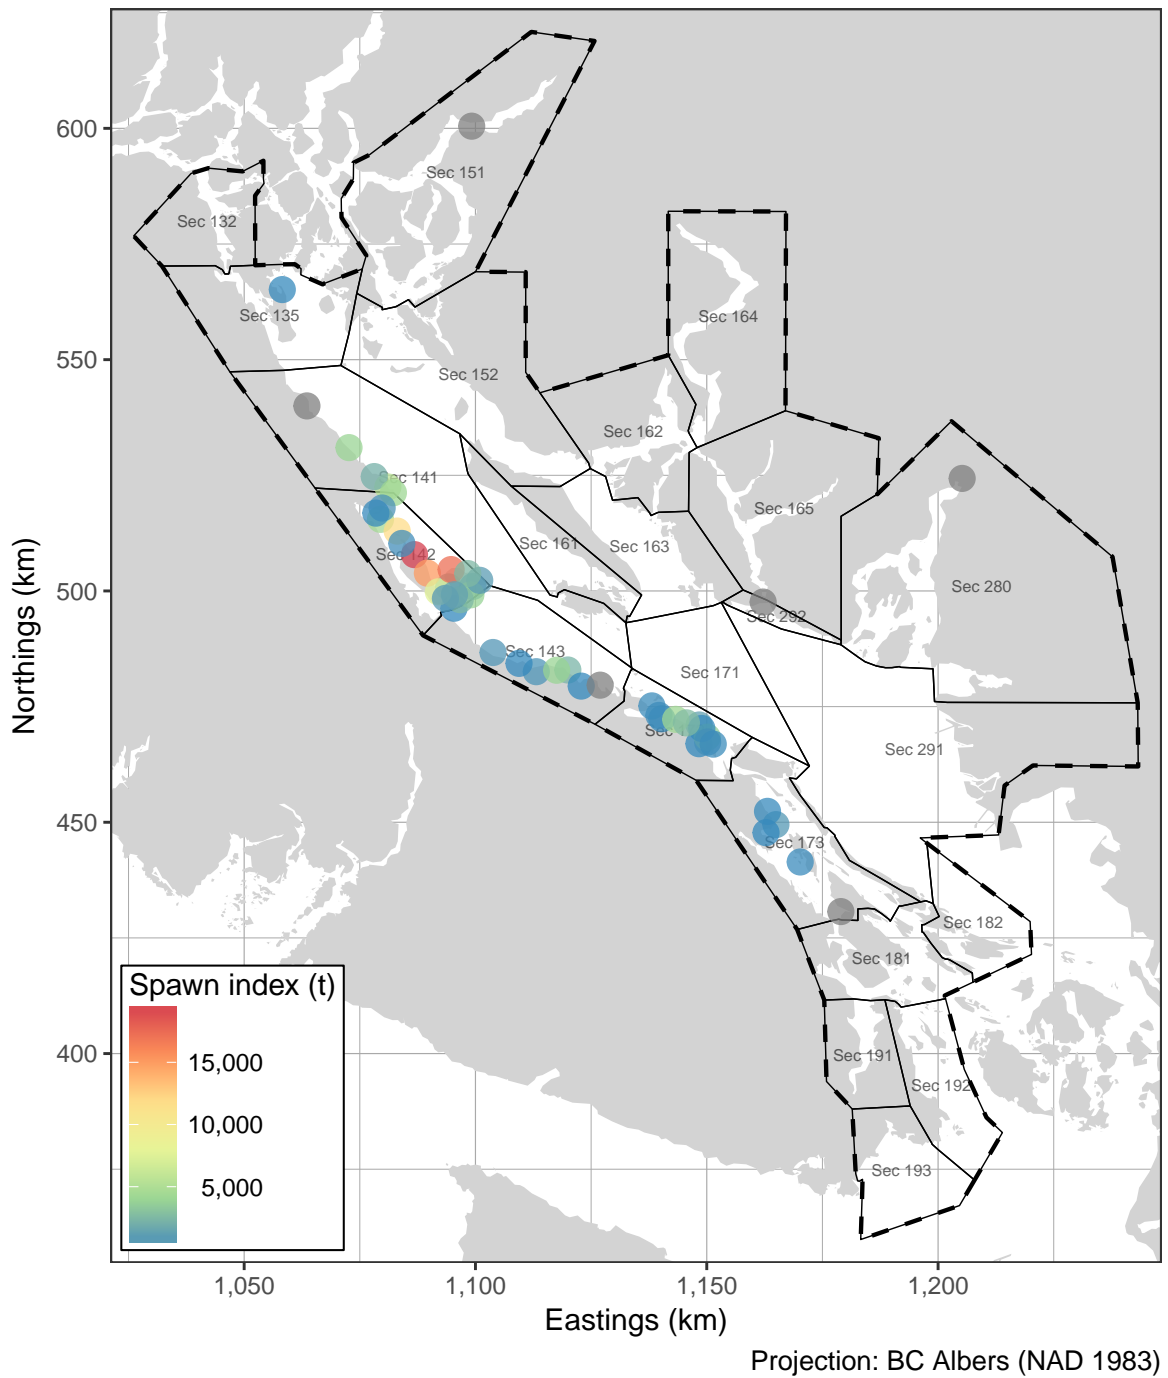 600
550
500
450
400
Northings (km)
Sec 151
Sec 132
Sec 135
Sec 164
Sec 152
Sec 162
Sec 141
Sec 165
Sec 161
Sec 163
Sec 142
Sec 280
Sec 292
Sec 143
Sec 171
Sec 291
Sec 173
Sec 182
Sec 181
Sec 191
Sec 192
Sec 193
Spawn index (t)
15,000
10,000
5,000
1,050
1,100
1,150
1,200
Eastings (km)
Projection: BC Albers (NAD 1983)